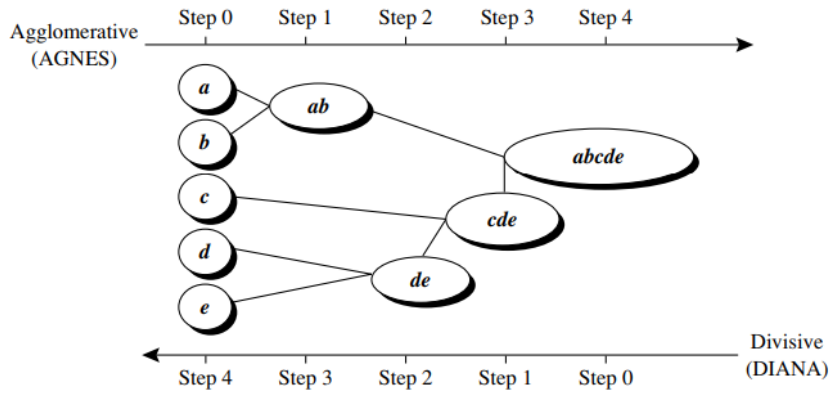 Step 0 Step 1 Step 2 Step 3 Step 4
Agglomerative
(AGNES)
a
ab
b
abcde
c
cde
d
de
e
Divisive
(DIANA)
Step 4 Step 3 Step 2 Step 1 Step 0